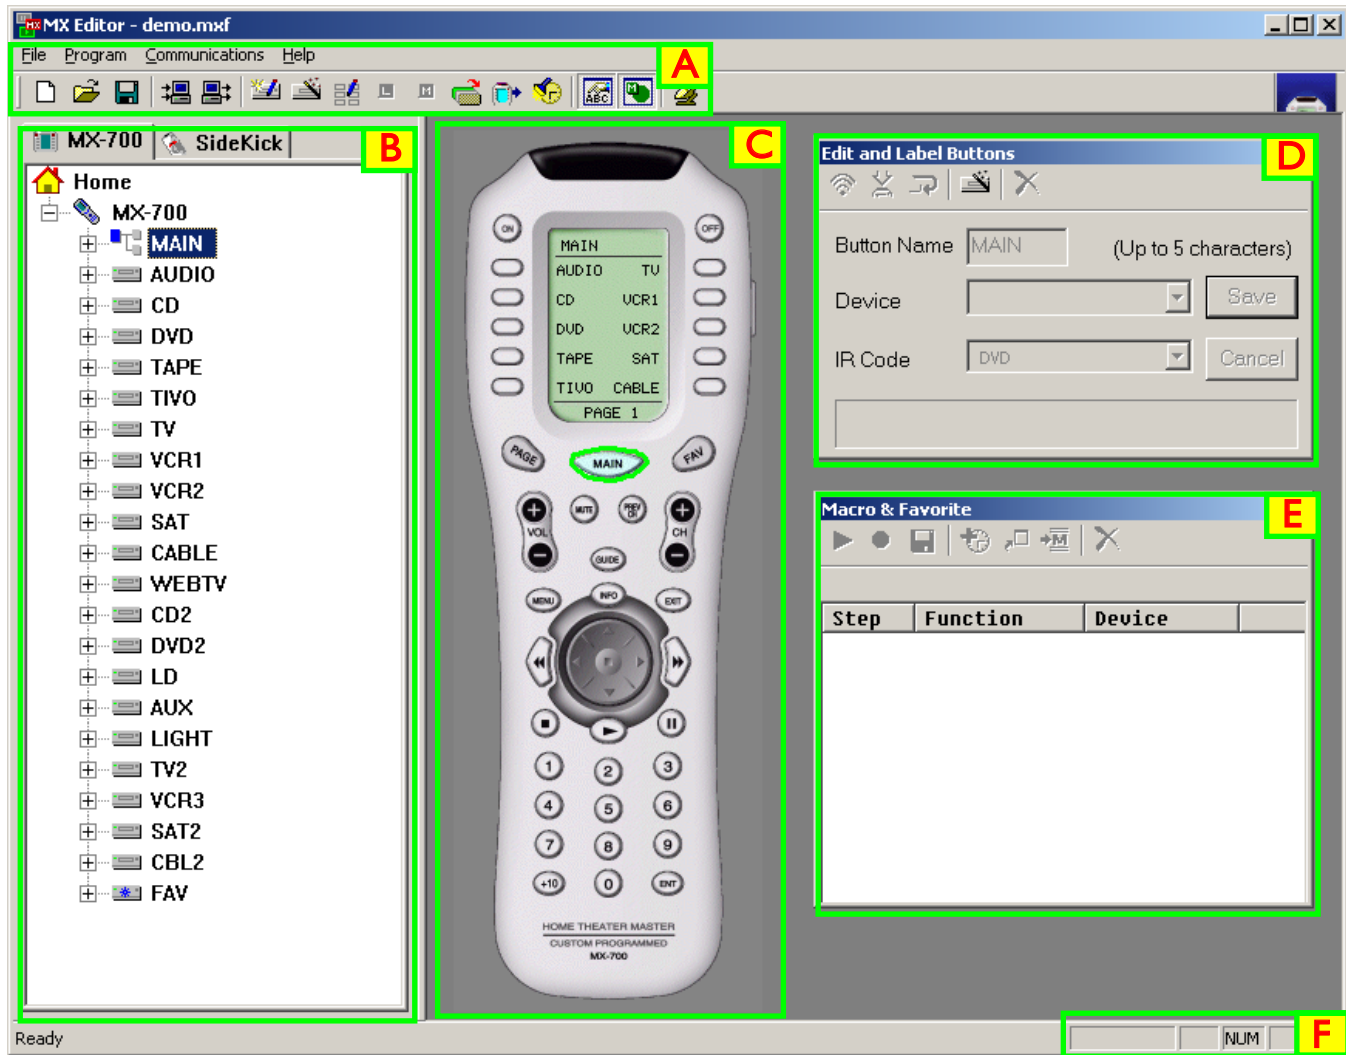 MX Editor - demo.mxf
File Program Communications Help
A
L M ABC M
MX-700 SideKick
B
Home
MX-700
MAIN
AUDIO
CD
DVD
TAPE
TIVO
TV
VCR1
VCR2
SAT
CABLE
WEBTV
CD2
DVD2
LD
AUX
LIGHT
TV2
VCR3
SAT2
CBL2
FAV
C
ON OFF
MAIN
AUDIO TV
CD VCR1
DVD VCR2
TAPE SAT
TIVO CABLE
PAGE 1
PAGE MAIN FAV
MUTE PREV CH
VOL CH
GUIDE
MENU INFO EXIT
1 2 3
4 5 6
7 8 9
+10 0 ENT
HOME THEATER MASTER
CUSTOM PROGRAMMED
MX-700
Edit and Label Buttons
D
Button Name MAIN (Up to 5 characters)
Device Save
IR Code DVD Cancel
Macro & Favorite
E
M
Step Function Device
Ready
NUM
F